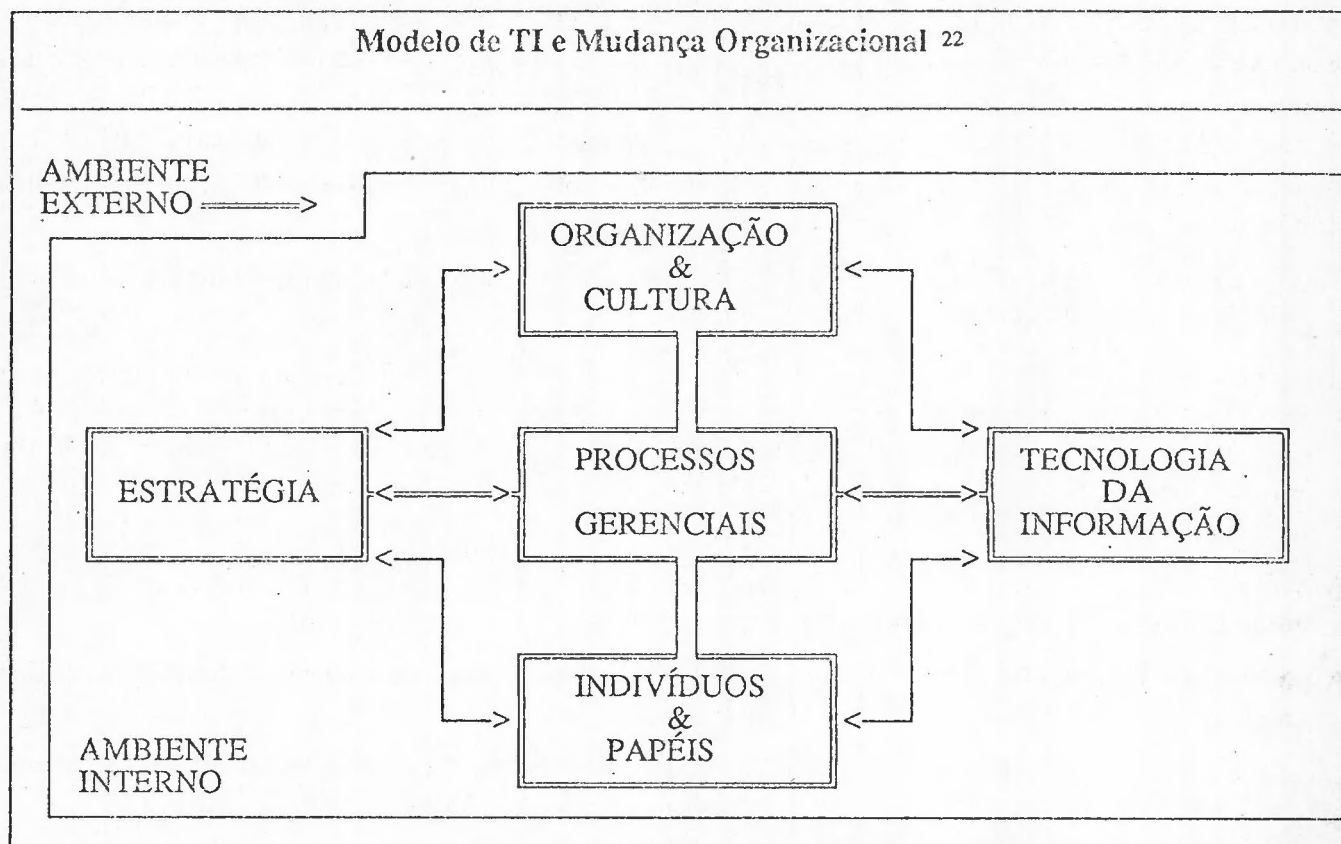 Modelo de TI e Mudança Organizacional 22
AMBIENTE
EXTERNO
ORGANIZAÇÃO
&
CULTURA
ESTRATÉGIA
PROCESSOS
GERENCIAIS
TECNOLOGIA
DA
INFORMAÇÃO
INDIVÍDUOS
&
PAPÉIS
AMBIENTE
INTERNO